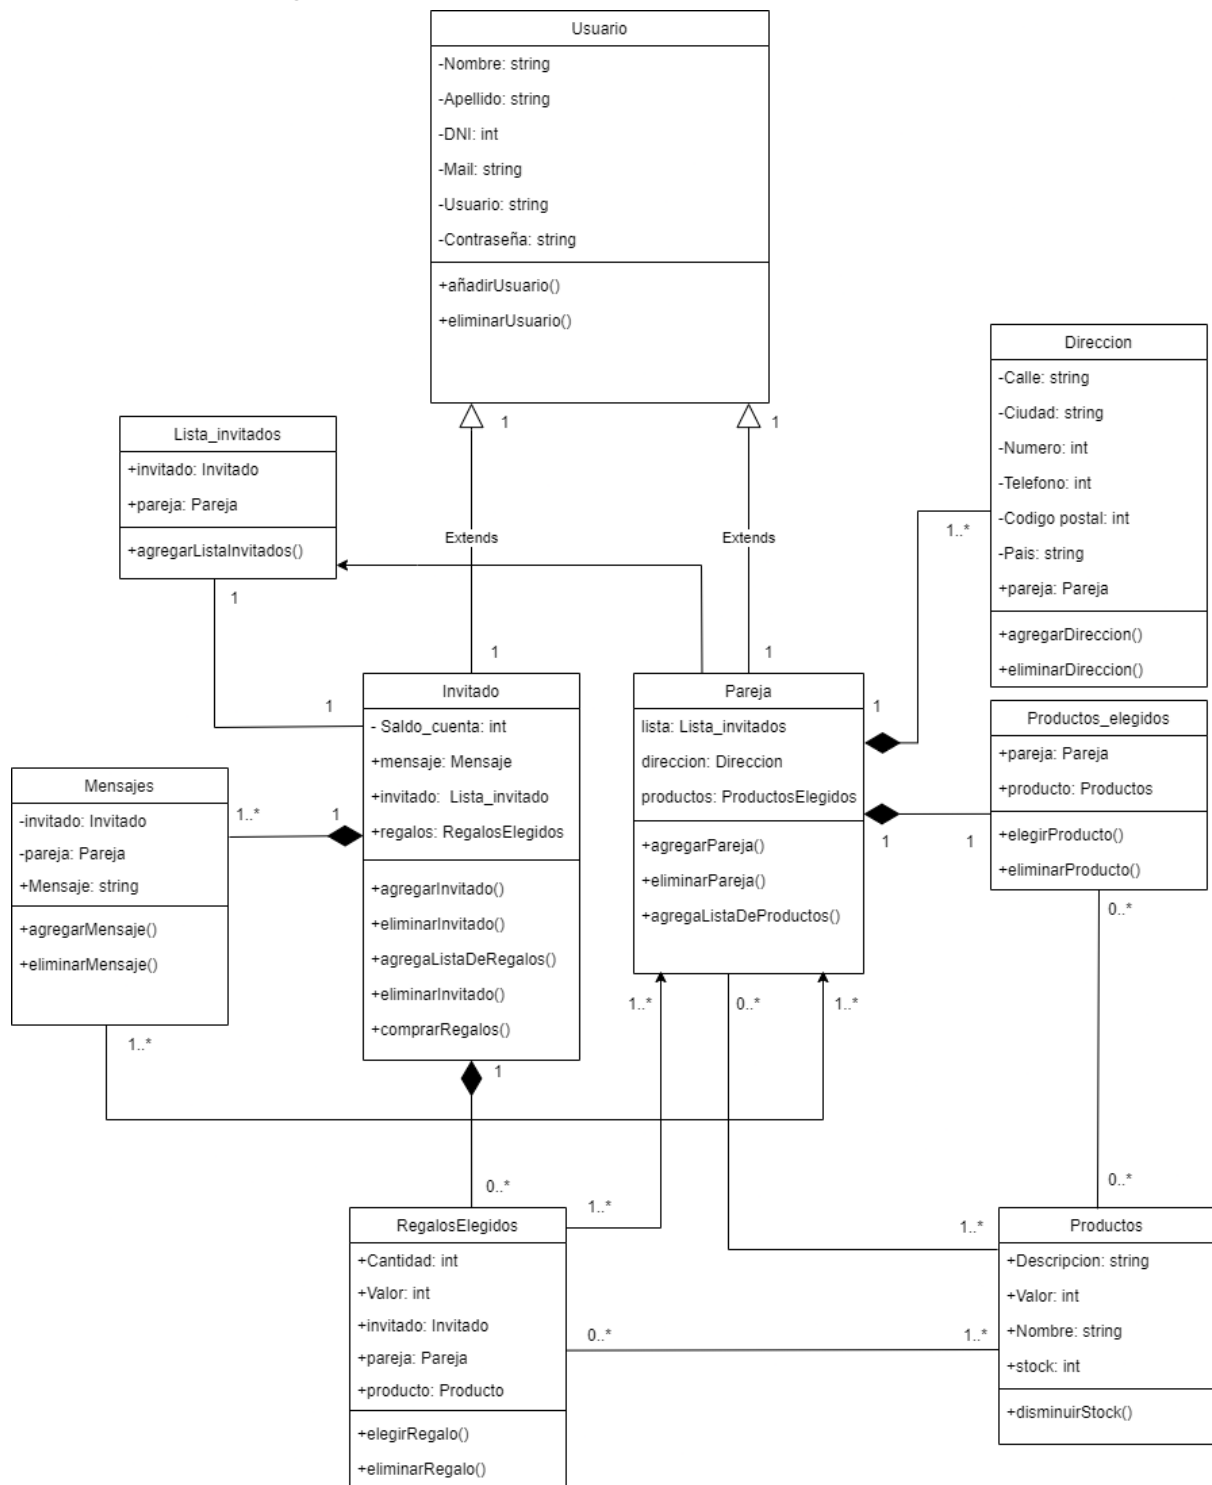 Usuario
-Nombre: string
-Apellido: string
-DNI: int
-Mail: string
-Usuario: string
-Contraseña: string
+añadirUsuario()
+eliminarUsuario()
1
1
Direccion
-Calle: string
-Ciudad: string
-Numero: int
-Telefono: int
-Codigo postal: int
-Pais: string
+pareja: Pareja
+agregarDireccion()
+eliminarDireccion()
1..*
Lista_invitados
+invitado: Invitado
+pareja: Pareja
+agregarListaInvitados()
1
Extends
Extends
1
1
1
Invitado
- Saldo_cuenta: int
+mensaje: Mensaje
+invitado:  Lista_invitado
+regalos: RegalosElegidos
+agregarInvitado()
+eliminarInvitado()
+agregaListaDeRegalos()
+eliminarInvitado()
+comprarRegalos()
1
Pareja
lista: Lista_invitados
direccion: Direccion
productos: ProductosElegidos
+agregarPareja()
+eliminarPareja()
+agregaListaDeProductos()
1
1
1
Productos_elegidos
+pareja: Pareja
+producto: Productos
+elegirProducto()
+eliminarProducto()
0..*
Mensajes
-invitado: Invitado
-pareja: Pareja
+Mensaje: string
+agregarMensaje()
+eliminarMensaje()
1..*
1
1..*
1..*
0..*
1..*
0..*
1..*
0..*
1..*
RegalosElegidos
+Cantidad: int
+Valor: int
+invitado: Invitado
+pareja: Pareja
+producto: Producto
+elegirRegalo()
+eliminarRegalo()
0..*
1..*
Productos
+Descripcion: string
+Valor: int
+Nombre: string
+stock: int
+disminuirStock()